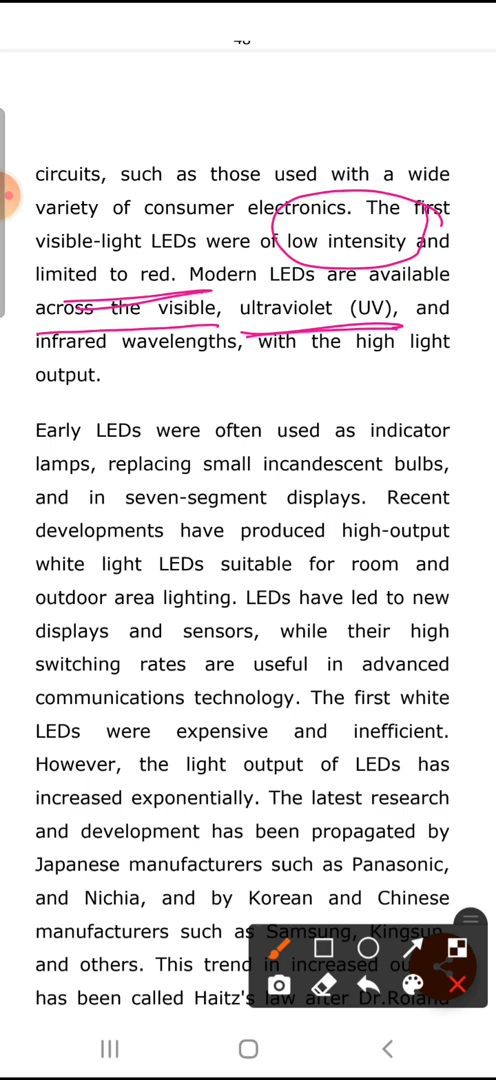 circuits, such as those used with a wide
variety of consumer electronics. The first
visible-light LEDs were of low intensity and
limited to red. Modern LEDs are available
across the visible, ultraviolet (UV), and
infrared wavelengths, with the high light
output.
Early LEDs were often used as indicator
lamps, replacing small incandescent bulbs,
and in seven-segment displays. Recent
developments have produced high-output
white light LEDs suitable for room and
outdoor area lighting. LEDs have led to new
displays and sensors, while their high
switching rates are useful in advanced
communications technology. The first white
LEDs were expensive and inefficient.
However, the light output of LEDs has
increased exponentially. The latest research
and development has been propagated by
Japanese manufacturers such as Panasonic,
and Nichia, and by Korean and Chinese
manufacturers such as Samsung, Kingsun,
and others. This trend in increased
has been called Haitz's law after Dr.Roland